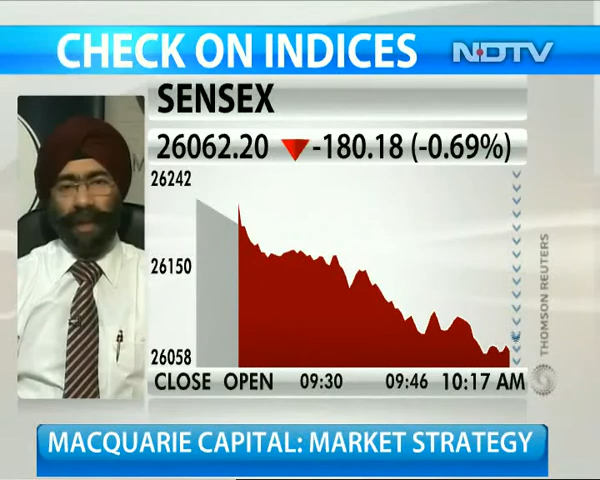 CHECK ON INDICES
NDTV
SENSEX
26062.20 -180.18 (-0.69%)
26242
26150
26058
CLOSE OPEN 09:30 09:46 10:17 AM
THOMSON REUTERS
MACQUARIE CAPITAL: MARKET STRATEGY